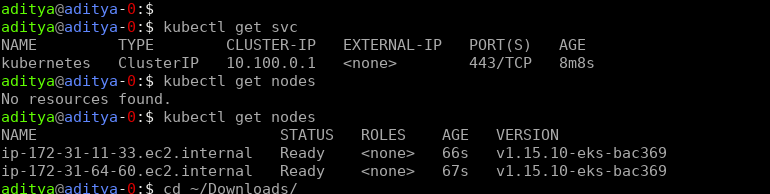 aditya@aditya-0:$
aditya@aditya-0:$ kubectl get svc
NAME         TYPE        CLUSTER-IP   EXTERNAL-IP   PORT(S)   AGE
kubernetes   ClusterIP   10.100.0.1   <none>        443/TCP   8m8s
aditya@aditya-0:$ kubectl get nodes
No resources found.
aditya@aditya-0:$ kubectl get nodes
NAME                           STATUS   ROLES    AGE   VERSION
ip-172-31-11-33.ec2.internal   Ready    <none>   66s   v1.15.10-eks-bac369
ip-172-31-64-60.ec2.internal   Ready    <none>   67s   v1.15.10-eks-bac369
aditya@aditya-0:$ cd ~/Downloads/